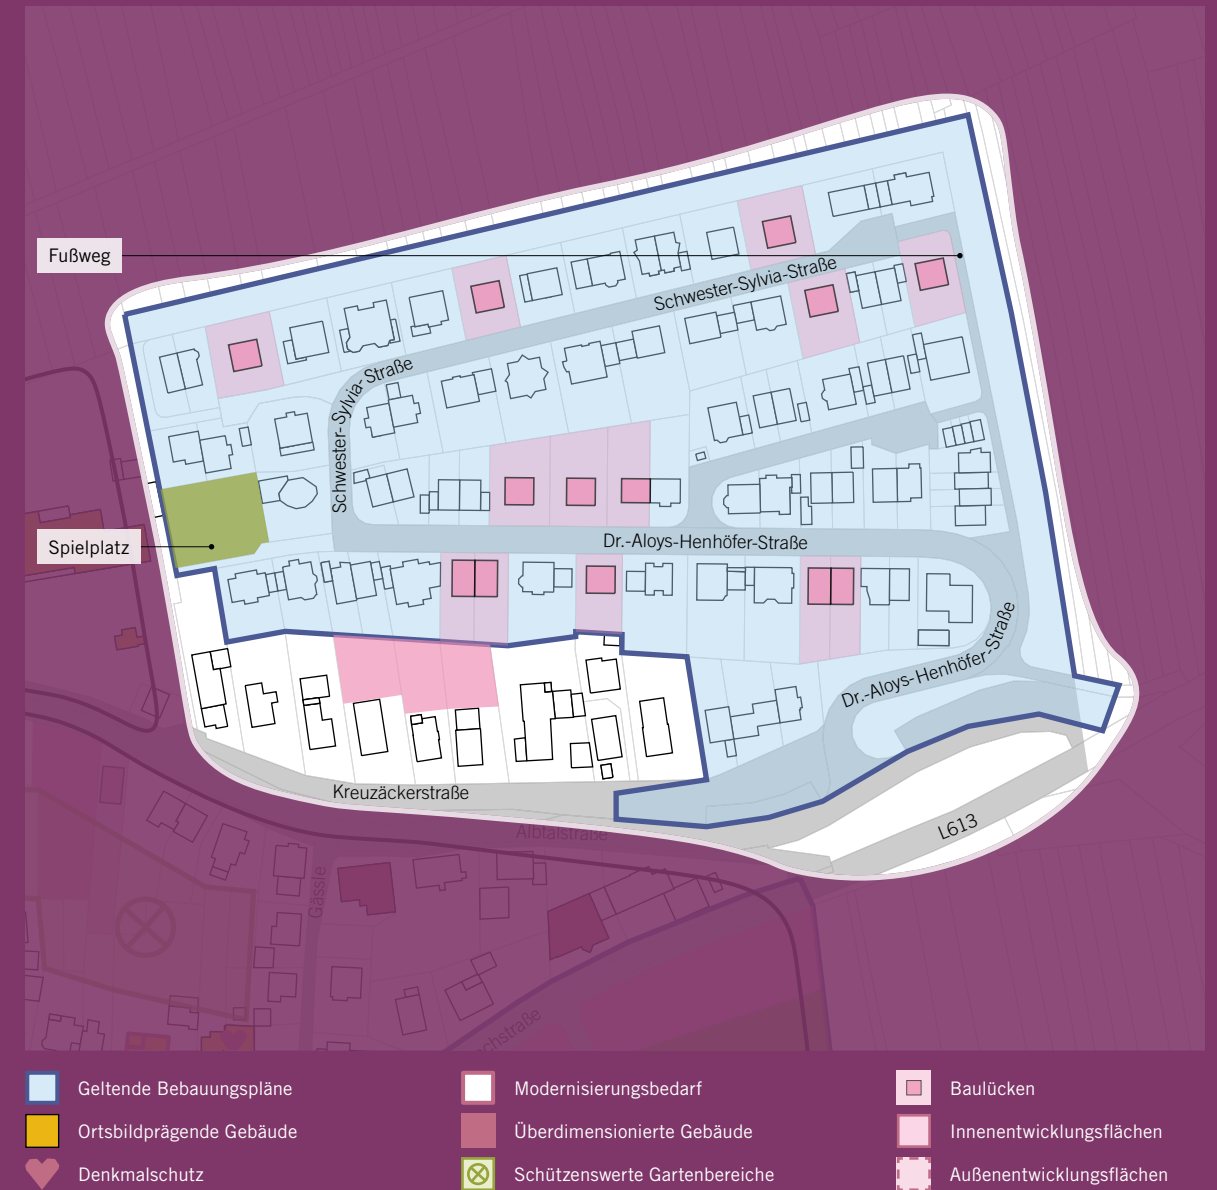 Fußweg
Schwester-Sylvia-Straße
Schwester-Sylvia-Straße
Spielplatz
Dr.-Aloys-Henhöfer-Straße
Dr.-Aloys-Henhöfer-Straße
Kreuzäckerstraße
Albtalstraße
L613
Gässle
Geltende Bebauungspläne
Modernisierungsbedarf
Baulücken
Ortsbildprägende Gebäude
Überdimensionierte Gebäude
Innenentwicklungsflächen
Denkmalschutz
Schützenswerte Gartenbereiche
Außenentwicklungsflächen